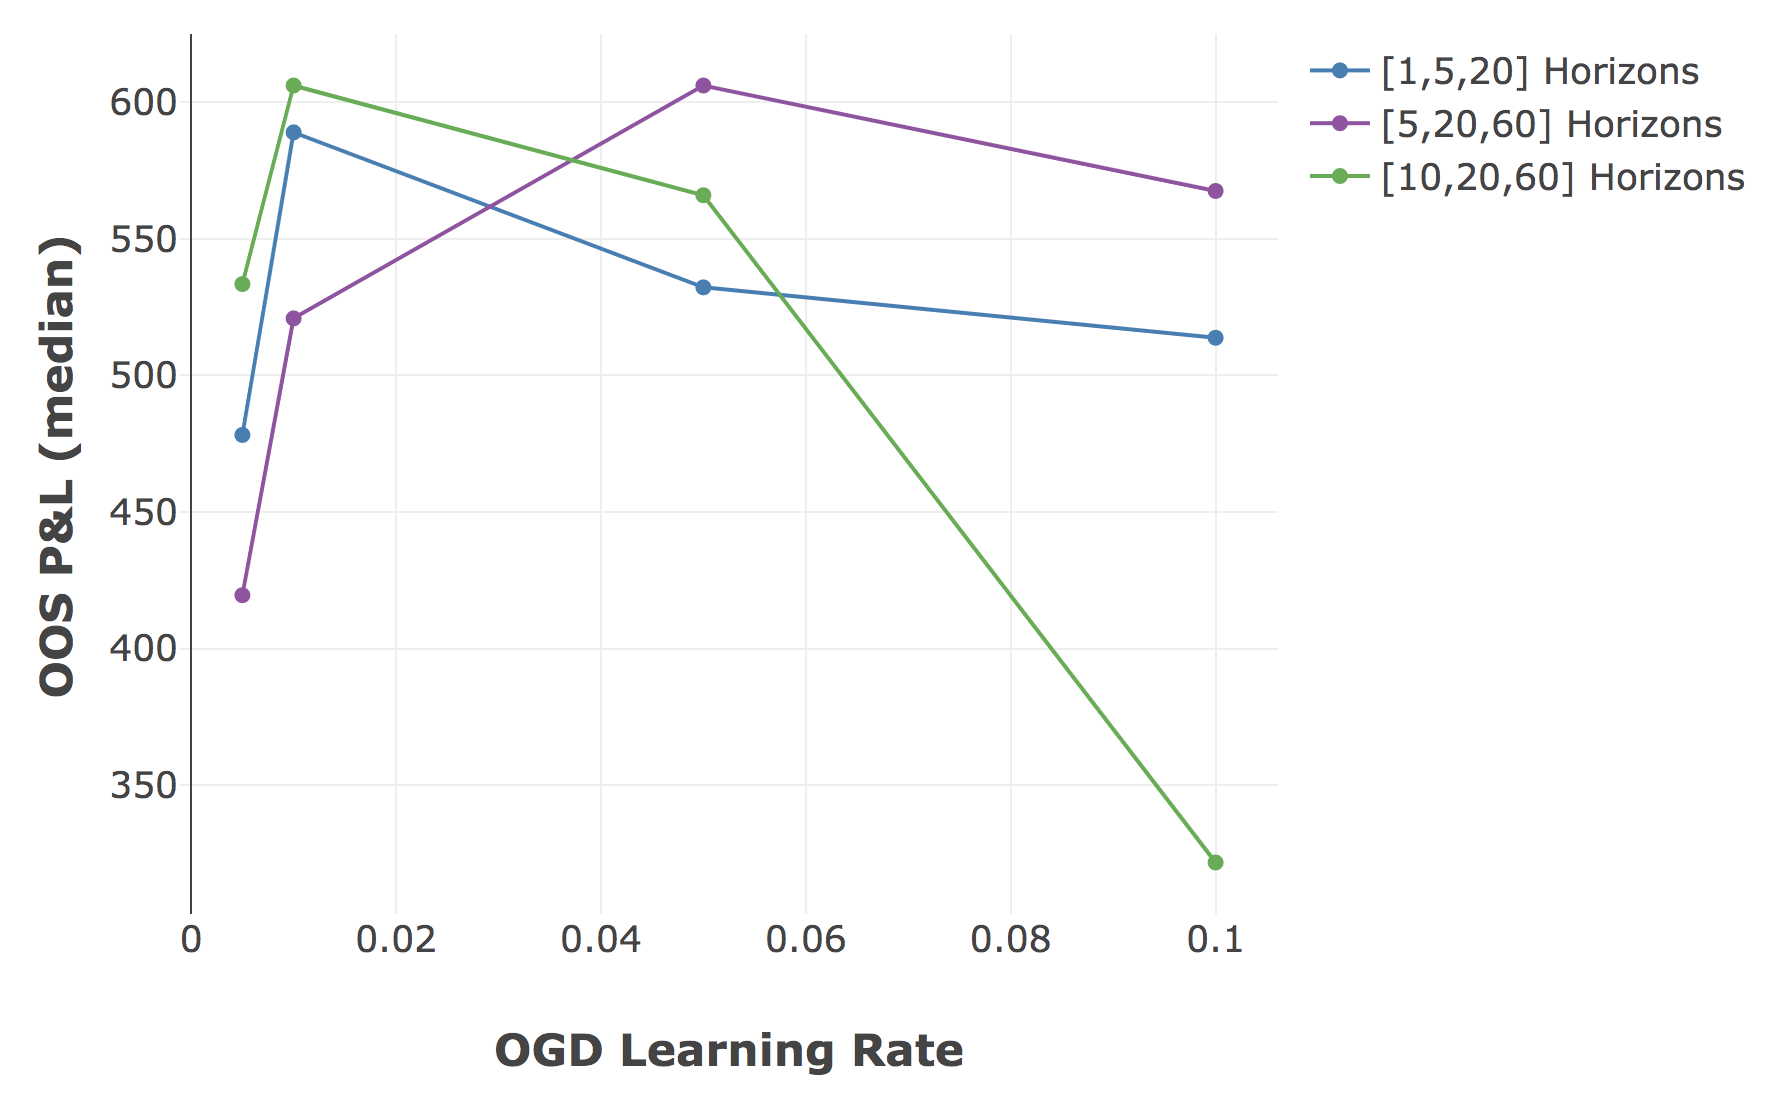 [1,5,20] Horizons
[5,20,60] Horizons
[10,20,60] Horizons
OOS P&L (median)
600
550
500
450
400
350
0 0.02 0.04 0.06 0.08 0.1
OGD Learning Rate